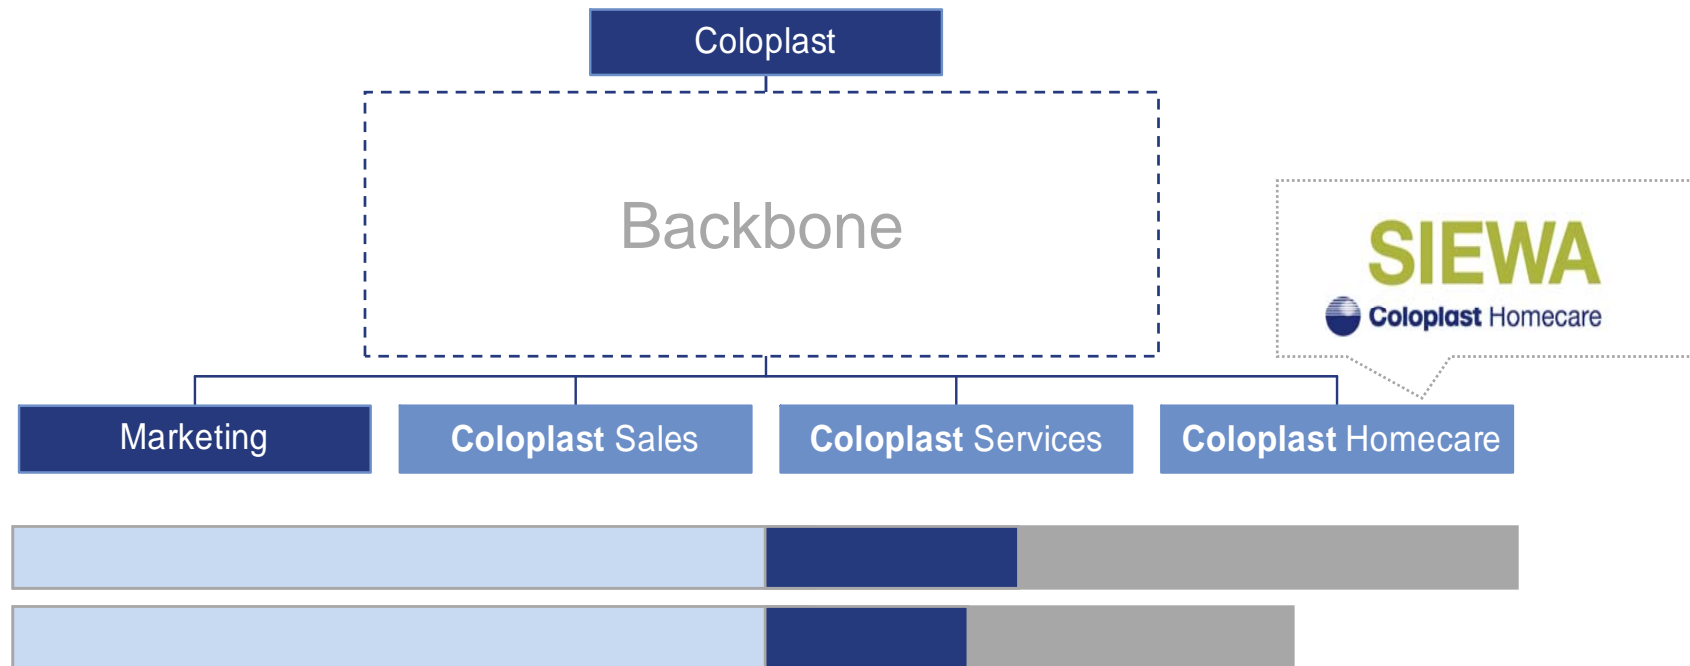 Coloplast
Backbone
SIEWA
Coloplast Homecare
Marketing
Coloplast Sales
Coloplast Services
Coloplast Homecare